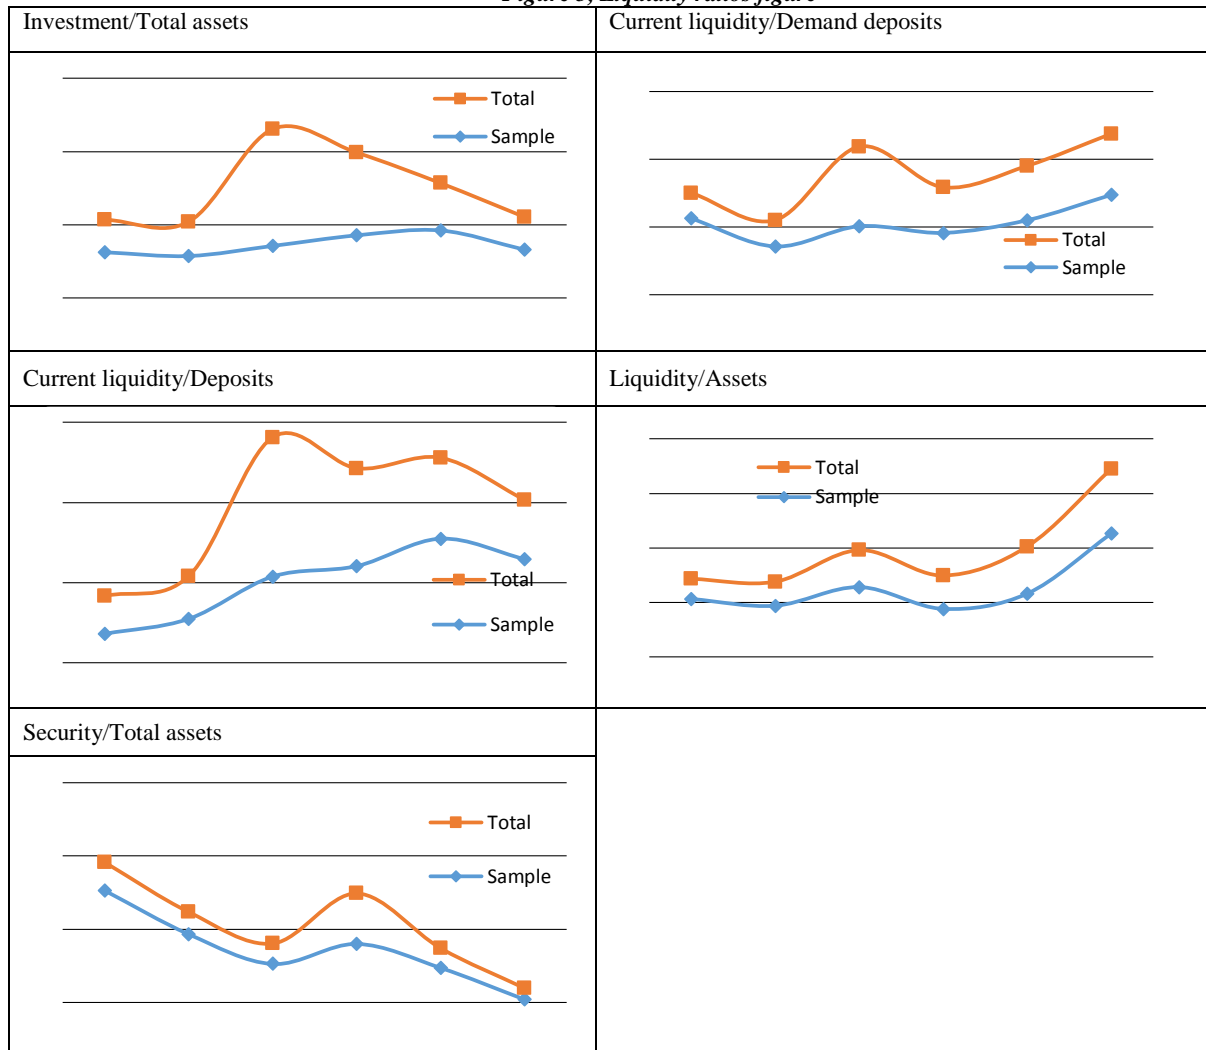 Investment/Total assets
Current liquidity/Demand deposits
Total
Sample
Total
Sample
Current liquidity/Deposits
Liquidity/Assets
Total
Sample
Total
Sample
Security/Total assets
Total
Sample